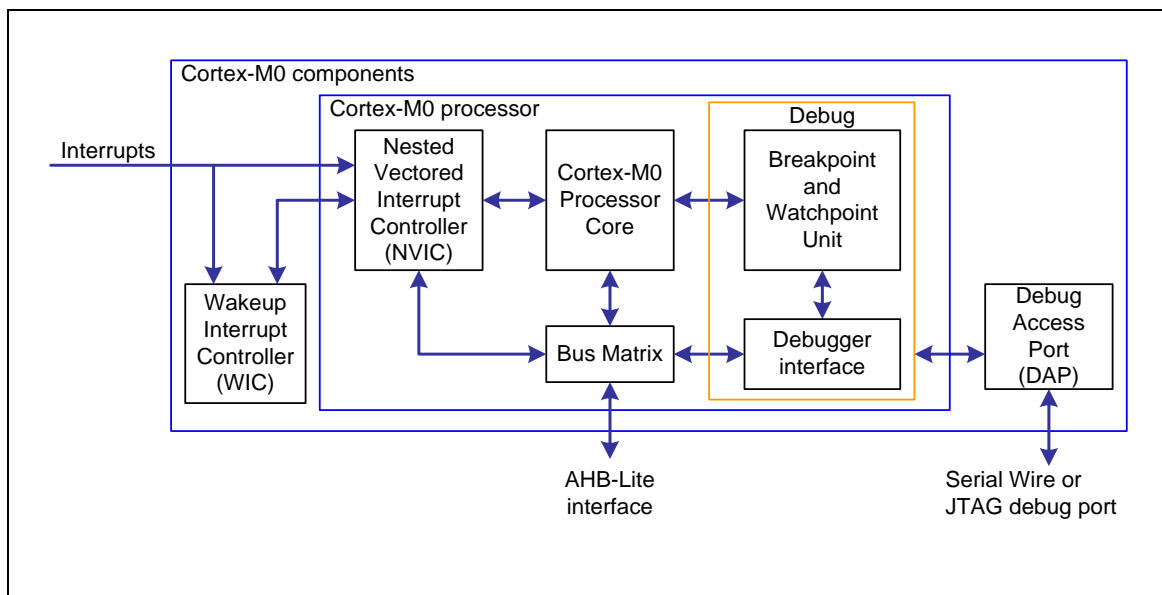 Cortex-M0 components
Cortex-M0 processor
Debug
Interrupts
Nested
Vectored
Interrupt
Controller
(NVIC)
Cortex-M0
Processor
Core
Breakpoint
and
Watchpoint
Unit
Wakeup
Interrupt
Controller
(WIC)
Bus Matrix
Debugger
interface
Debug
Access
Port
(DAP)
AHB-Lite
interface
Serial Wire or
JTAG debug port